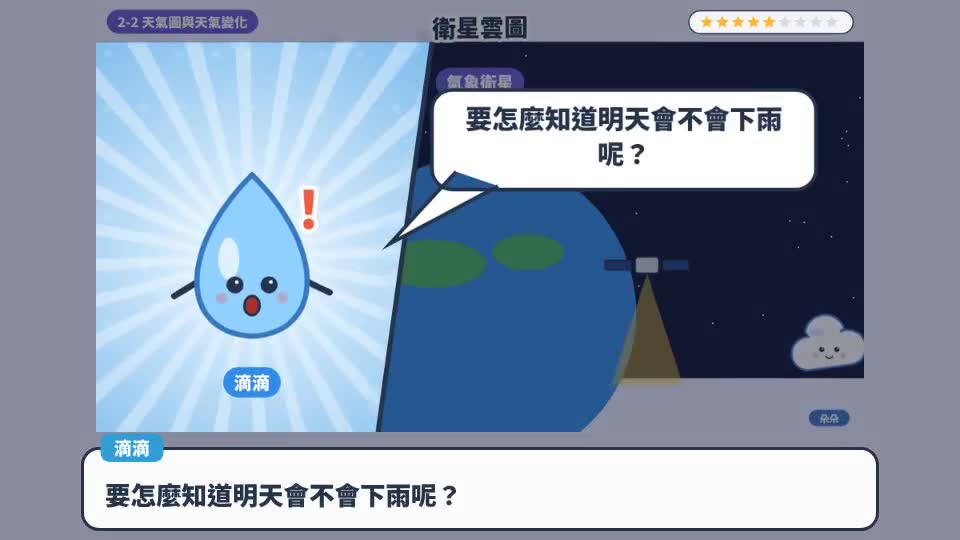 2-2 天氣圖與天氣變化
衛星雲圖
氣象衛星
要怎麼知道明天會不會下雨
呢？
滴滴
朵朵
滴滴
要怎麼知道明天會不會下雨呢？